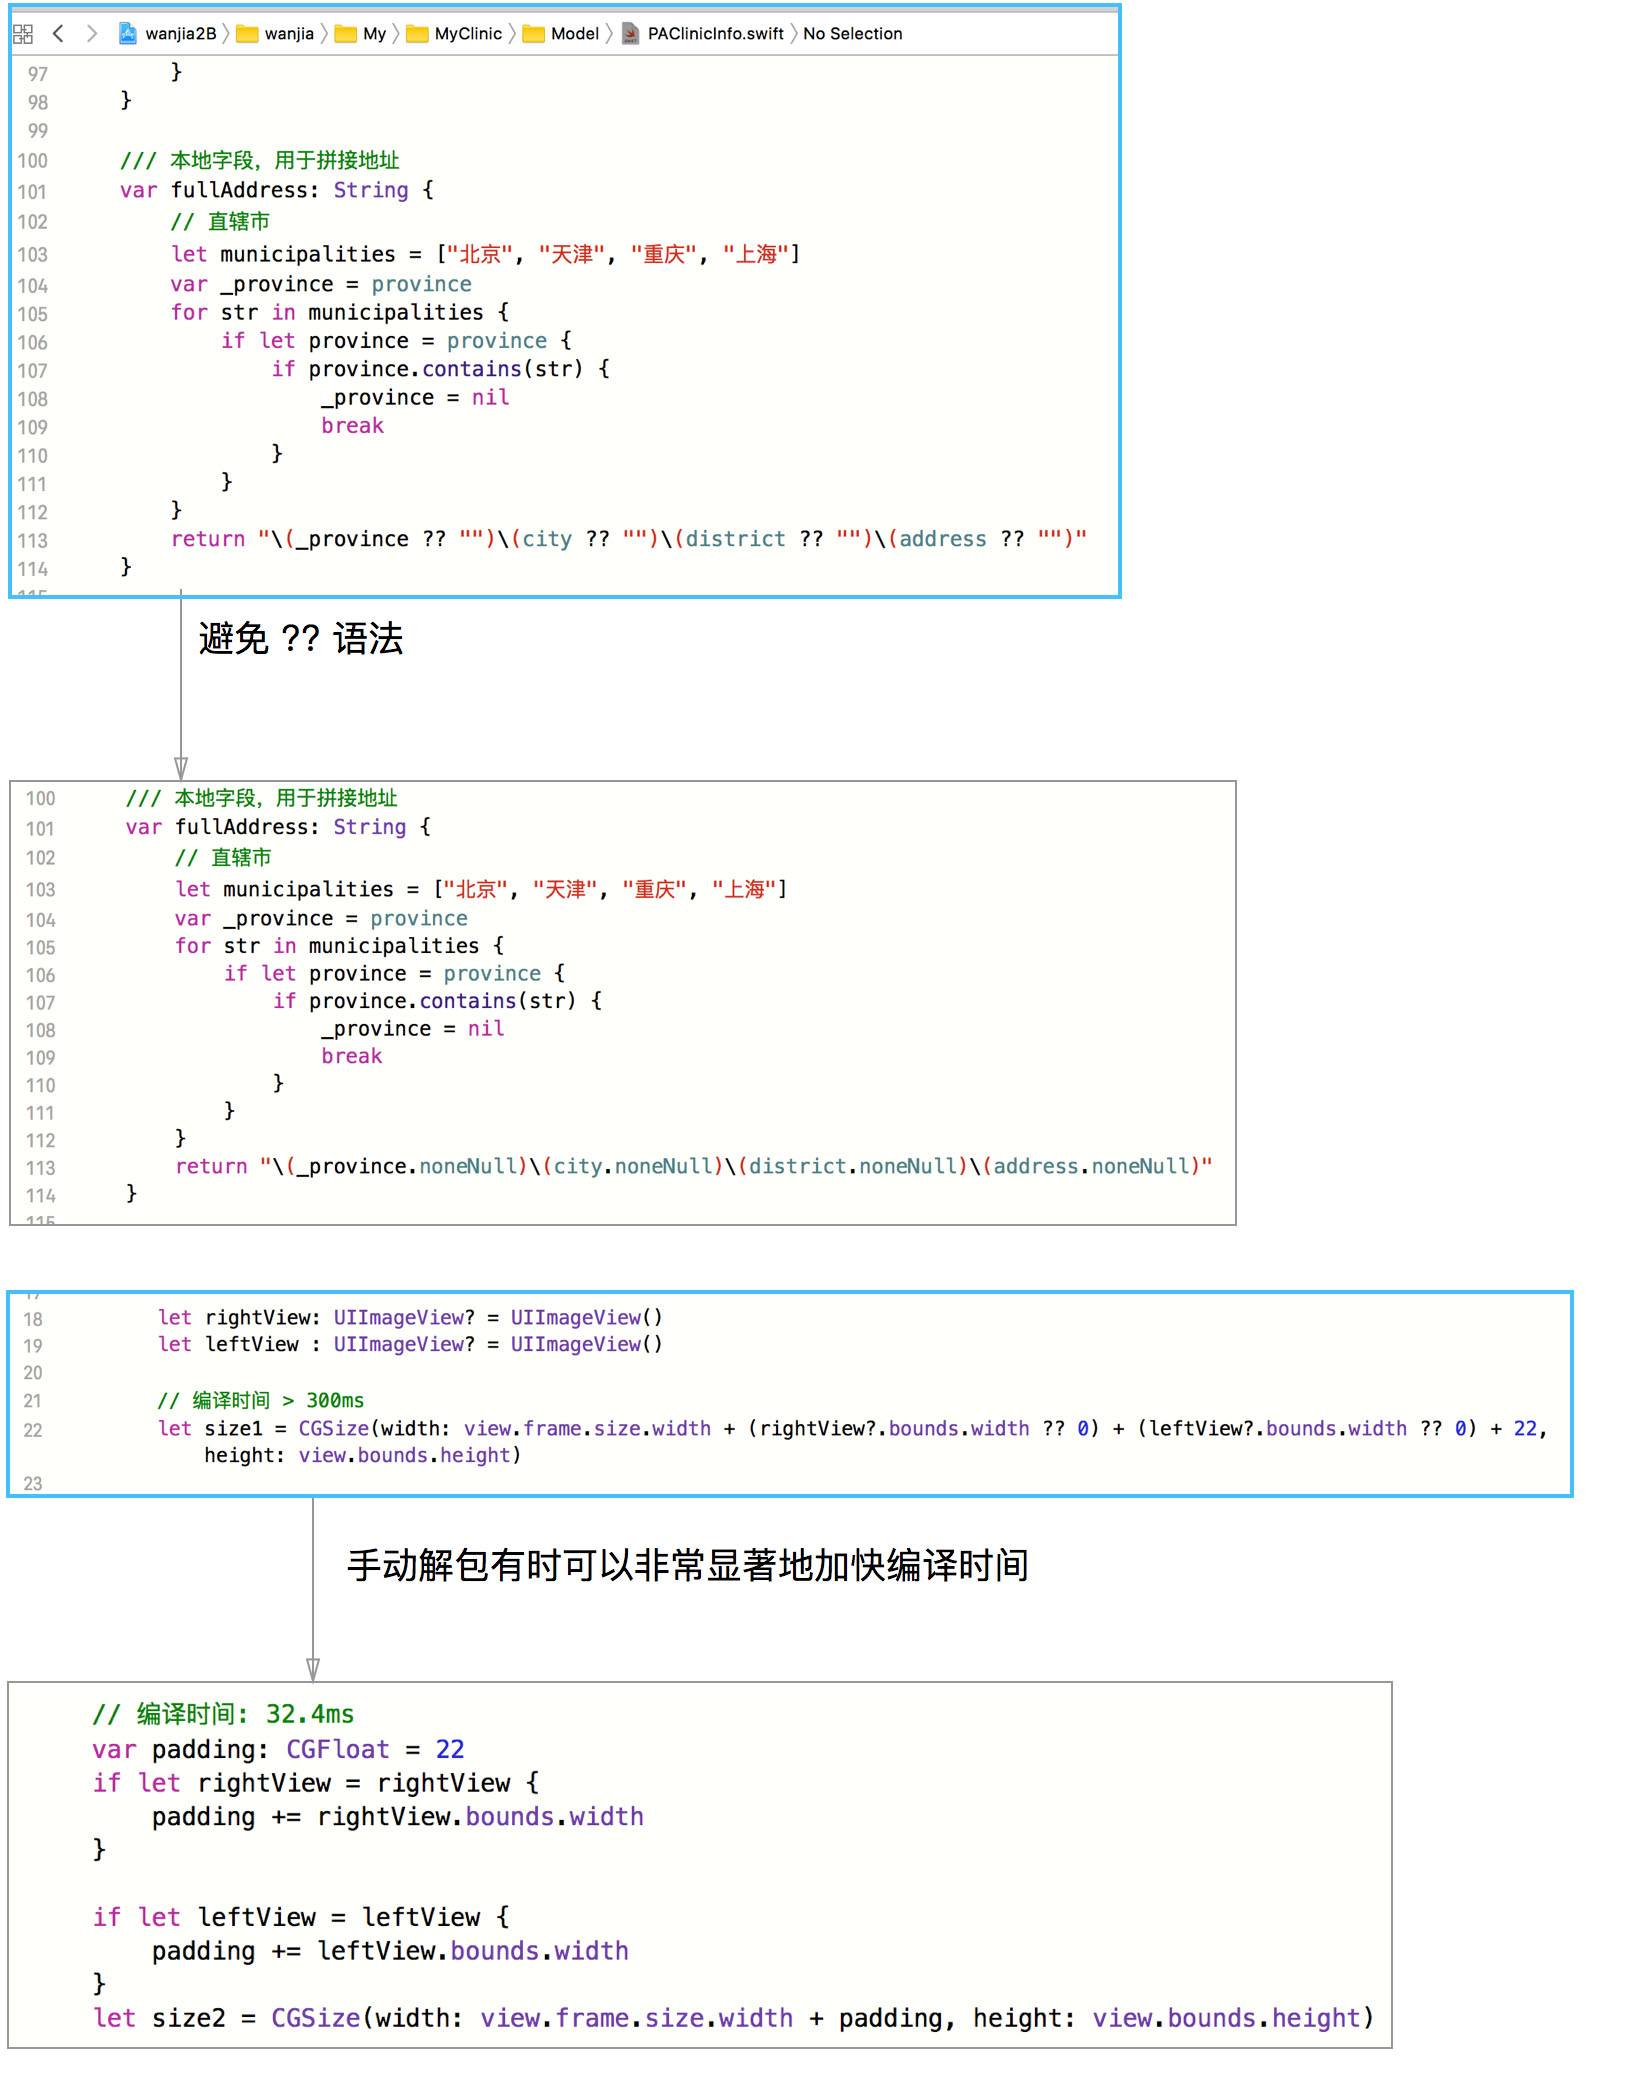 wanjia2B 〉 wanjia 〉 My 〉 MyClinic 〉 Model 〉 PAClinicInfo.swift 〉 No Selection
97         }
98     }
99
100     /// 本地字段，用于拼接地址
101     var fullAddress: String {
102         // 直辖市
103         let municipalities = ["北京", "天津", "重庆", "上海"]
104         var _province = province
105         for str in municipalities {
106             if let province = province {
107                 if province.contains(str) {
108                     _province = nil
109                     break
110                 }
111             }
112         }
113         return "\(_province ?? "")\(city ?? "")\(district ?? "")\(address ?? "")"
114     }
115
避免 ?? 语法
100     /// 本地字段，用于拼接地址
101     var fullAddress: String {
102         // 直辖市
103         let municipalities = ["北京", "天津", "重庆", "上海"]
104         var _province = province
105         for str in municipalities {
106             if let province = province {
107                 if province.contains(str) {
108                     _province = nil
109                     break
110                 }
111             }
112         }
113         return "\(_province.noneNull)\(city.noneNull)\(district.noneNull)\(address.noneNull)"
114     }
115
17
18         let rightView: UIImageView? = UIImageView()
19         let leftView : UIImageView? = UIImageView()
20
21         // 编译时间 > 300ms
22         let size1 = CGSize(width: view.frame.size.width + (rightView?.bounds.width ?? 0) + (leftView?.bounds.width ?? 0) + 22,
            height: view.bounds.height)
23
手动解包有时可以非常显著地加快编译时间
// 编译时间: 32.4ms
var padding: CGFloat = 22
if let rightView = rightView {
    padding += rightView.bounds.width
}
if let leftView = leftView {
    padding += leftView.bounds.width
}
let size2 = CGSize(width: view.frame.size.width + padding, height: view.bounds.height)